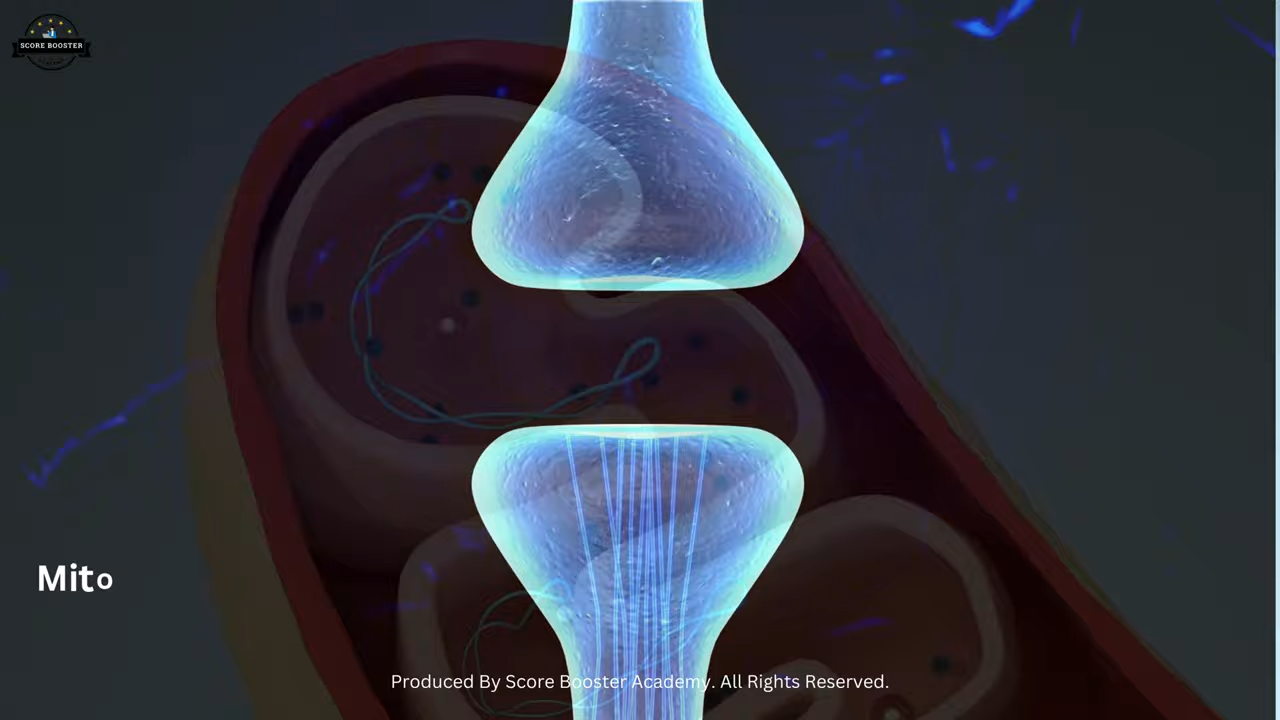 SCORE BOOSTER
Mito
Produced By Score Booster Academy. All Rights Reserved.